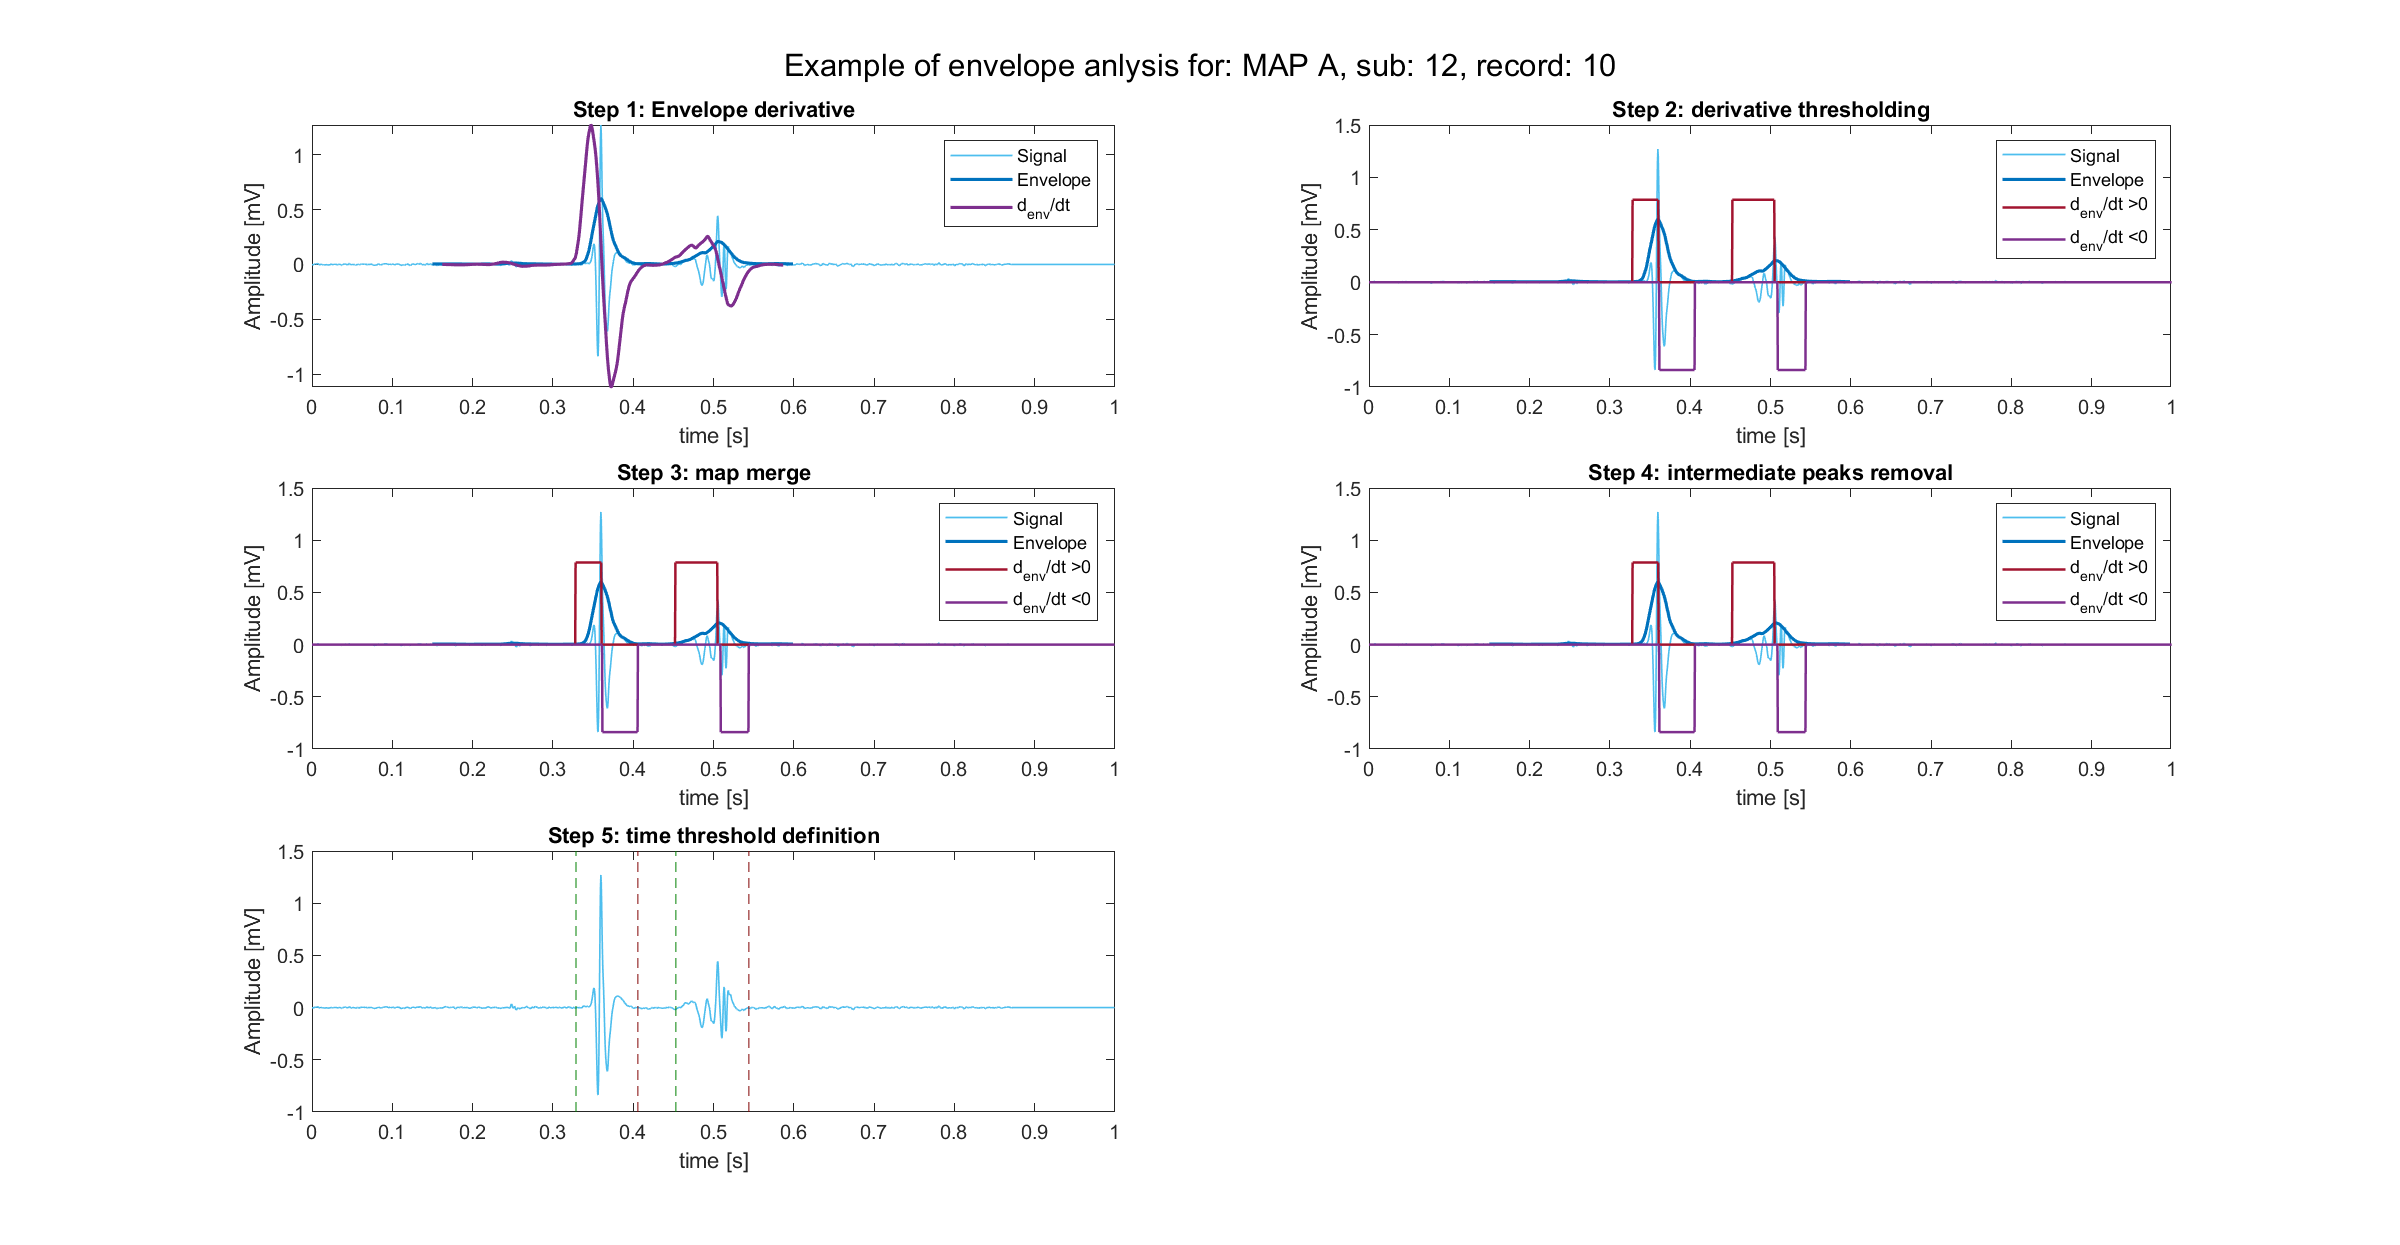 Example of envelope anlysis for: MAP A, sub: 12, record: 10
Step 1: Envelope derivative
Amplitude [mV]
1
0.5
0
-0.5
-1
Signal
Envelope
d_env/dt
0 0.1 0.2 0.3 0.4 0.5 0.6 0.7 0.8 0.9 1
time [s]
Step 2: derivative thresholding
Amplitude [mV]
1.5
1
0.5
0
-0.5
-1
Signal
Envelope
d_env/dt >0
d_env/dt <0
0 0.1 0.2 0.3 0.4 0.5 0.6 0.7 0.8 0.9 1
time [s]
Step 3: map merge
Amplitude [mV]
1.5
1
0.5
0
-0.5
-1
Signal
Envelope
d_env/dt >0
d_env/dt <0
0 0.1 0.2 0.3 0.4 0.5 0.6 0.7 0.8 0.9 1
time [s]
Step 4: intermediate peaks removal
Amplitude [mV]
1.5
1
0.5
0
-0.5
-1
Signal
Envelope
d_env/dt >0
d_env/dt <0
0 0.1 0.2 0.3 0.4 0.5 0.6 0.7 0.8 0.9 1
time [s]
Step 5: time threshold definition
Amplitude [mV]
1.5
1
0.5
0
-0.5
-1
0 0.1 0.2 0.3 0.4 0.5 0.6 0.7 0.8 0.9 1
time [s]